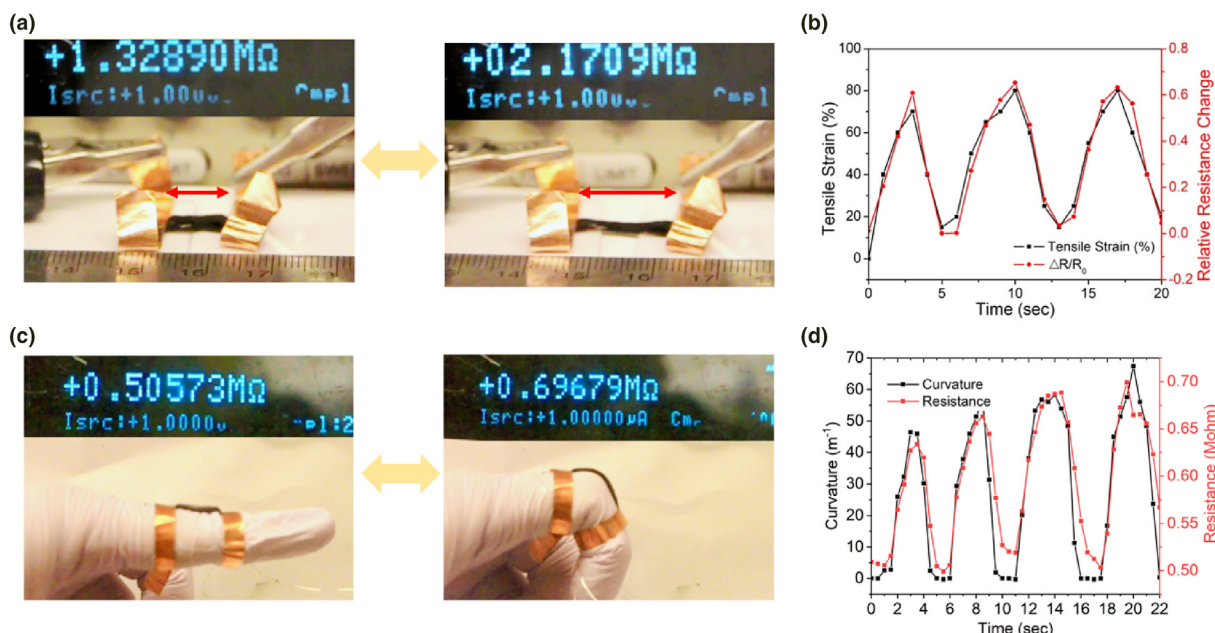 (a)
+1.32890MΩ
Isrc:+1.00
+02.1709MΩ
Isrc:+1.00
LIMIT
14 15 16 17
14 15 16 17
(b)
100
80
60
40
20
0
Tensile Strain (%)
0.8
0.6
0.4
0.2
0.0
-0.2
Relative Resistance Change
Tensile Strain (%)
△R/R₀
0 5 10 15 20
Time (sec)
(c)
+0.50573MΩ
Isrc:+1.0000
+0.69679MΩ
Isrc:+1.00000µA
(d)
70
60
50
40
30
20
10
0
Curvature (m⁻¹)
Curvature
Resistance
0.70
0.65
0.60
0.55
0.50
Resistance (Mohm)
0 2 4 6 8 10 12 14 16 18 20 22
Time (sec)